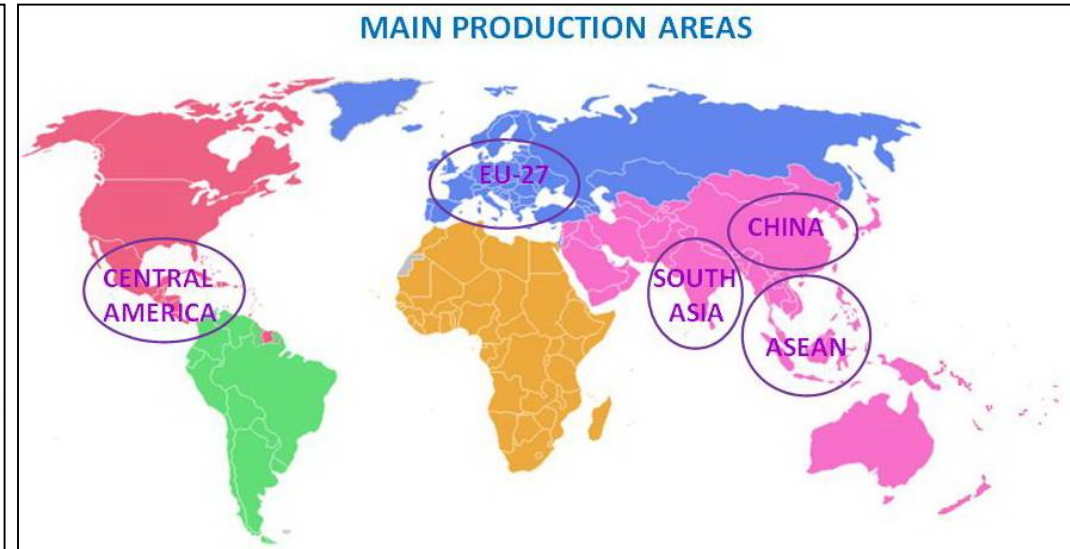 MAIN PRODUCTION AREAS
EU-27
CHINA
CENTRAL
AMERICA
SOUTH
ASIA
ASEAN